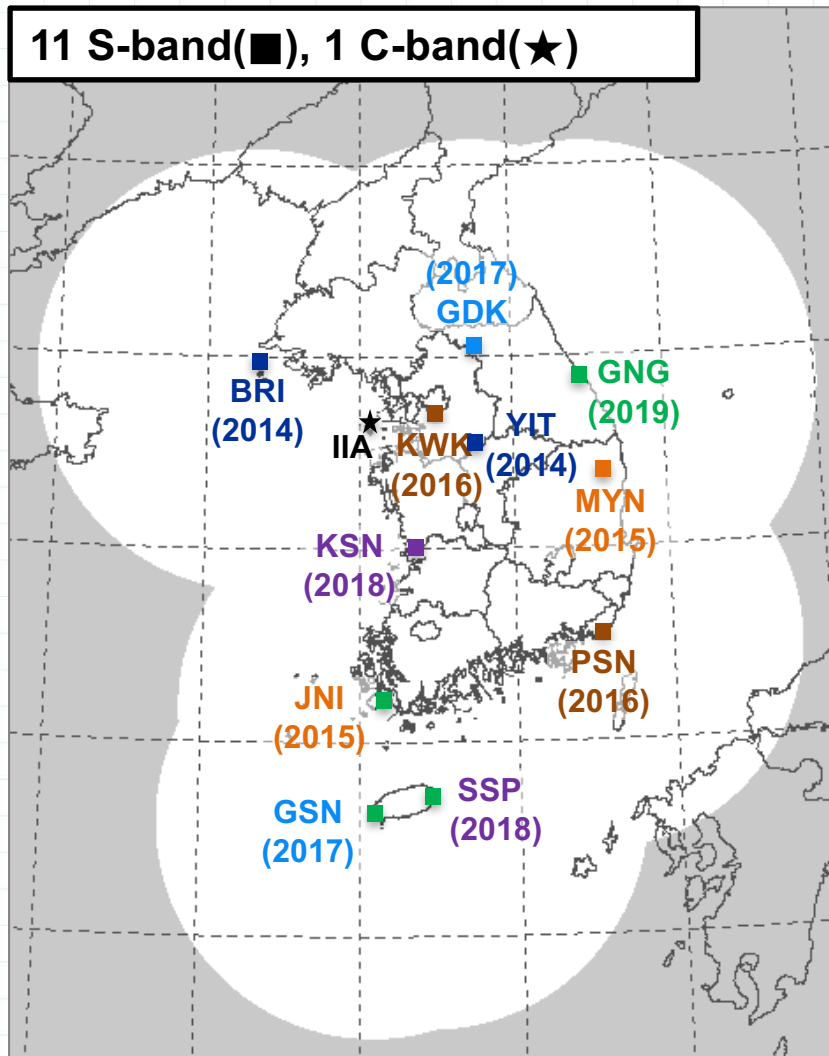 11 S-band(■), 1 C-band(★)
(2017)
GDK
BRI
(2014)
GNG
(2019)
IIA
KWK
(2016)
YIT
(2014)
MYN
(2015)
KSN
(2018)
PSN
(2016)
JNI
(2015)
GSN
(2017)
SSP
(2018)